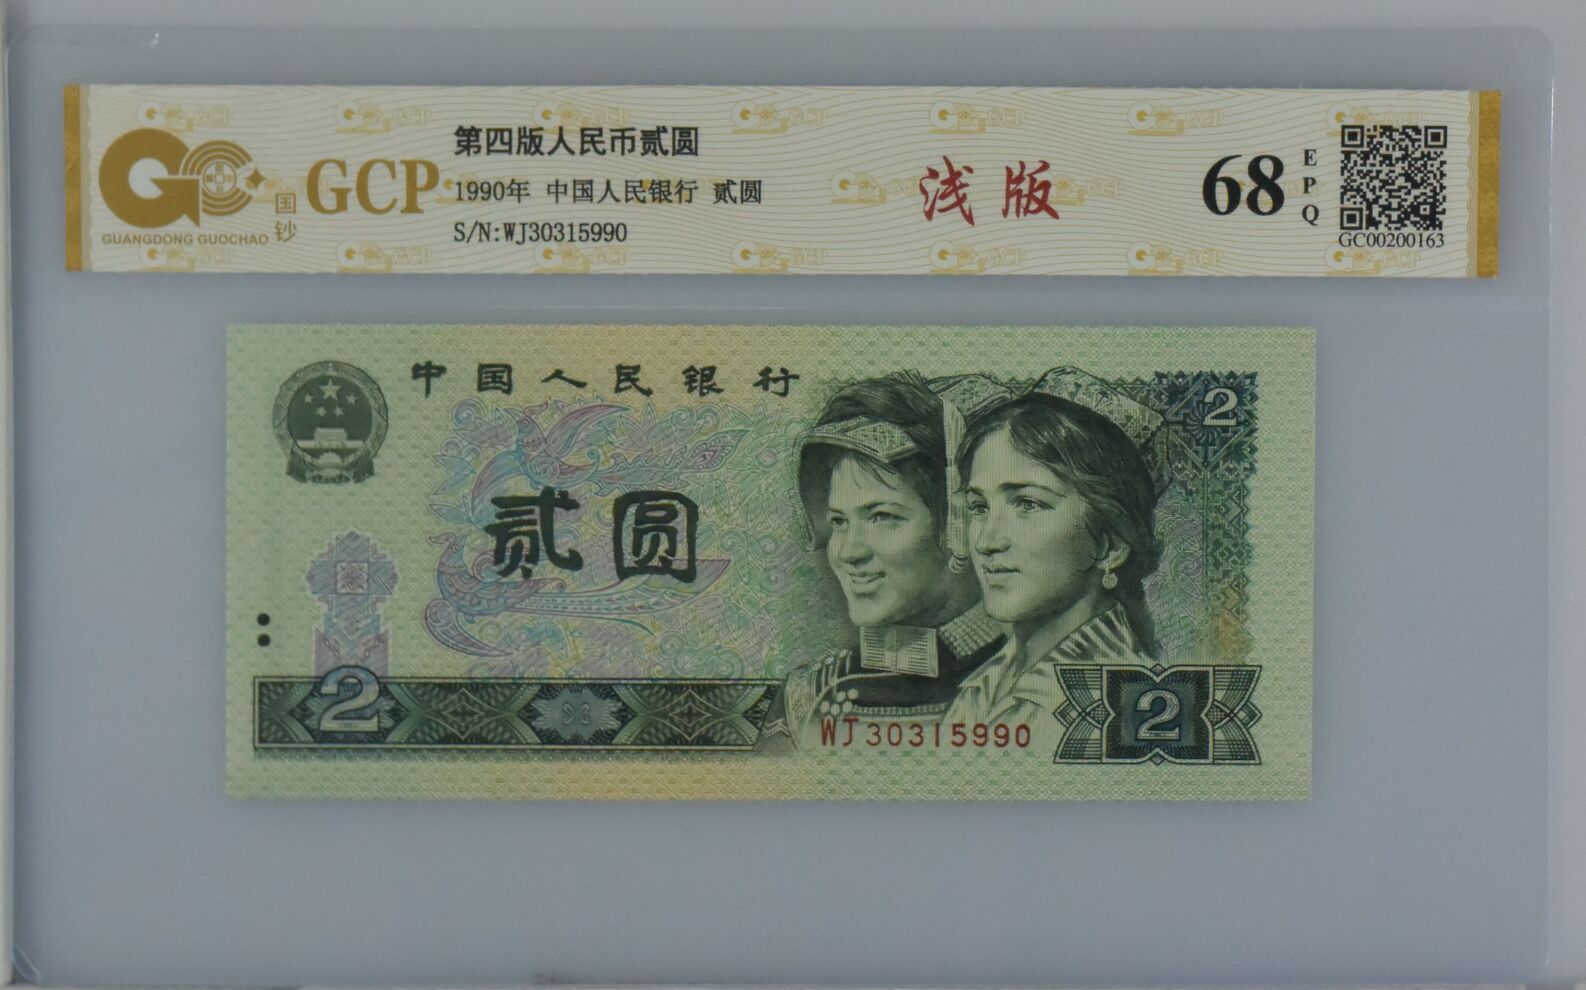 GUANGDONG GUOCHAO
国钞
GCP
第四版人民币贰圆
1990年 中国人民银行 贰圆
S/N:WJ30315990
浅版
68
EPQ
GC00200163
中国人民银行
2
贰圆
2
WJ30315990
2